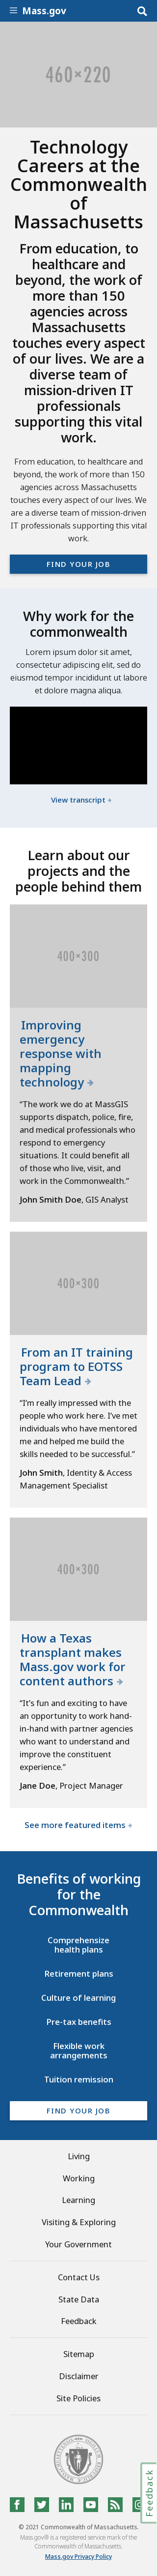 Mass.gov
460×220
Technology
Careers at the
Commonwealth
of
Massachusetts
From education, to
healthcare and
beyond, the work of
more than 150
agencies across
Massachusetts
touches every aspect
of our lives. We are a
diverse team of
mission-driven IT
professionals
supporting this vital
work.
From education, to healthcare and
beyond, the work of more than 150
agencies across Massachusetts
touches every aspect of our lives. We
are a diverse team of mission-driven
IT professionals supporting this vital
work.
FIND YOUR JOB
Why work for the
commonwealth
Lorem ipsum dolor sit amet,
consectetur adipisicing elit, sed do
eiusmod tempor incididunt ut labore
et dolore magna aliqua.
View transcript
Learn about our
projects and the
people behind them
400×300
Improving
emergency
response with
mapping
technology
“The work we do at MassGIS
supports dispatch, police, fire,
and medical professionals who
respond to emergency
situations. It could benefit all
of those who live, visit, and
work in the Commonwealth.”
John Smith Doe, GIS Analyst
400×300
From an IT training
program to EOTSS
Team Lead
“I’m really impressed with the
people who work here. I’ve met
individuals who have mentored
me and helped me build the
skills needed to be successful.”
John Smith, Identity & Access
Management Specialist
400×300
How a Texas
transplant makes
Mass.gov work for
content authors
“It’s fun and exciting to have
an opportunity to work hand-
in-hand with partner agencies
who want to understand and
improve the constituent
experience.”
Jane Doe, Project Manager
See more featured items
Benefits of working
for the
Commonwealth
Comprehensize
health plans
Retirement plans
Culture of learning
Pre-tax benefits
Flexible work
arrangements
Tuition remission
FIND YOUR JOB
Living
Working
Learning
Visiting & Exploring
Your Government
Contact Us
State Data
Feedback
Sitemap
Disclaimer
Site Policies
Feedback
© 2021 Commonwealth of Massachusetts.
Mass.gov® is a registered service mark of the
Commonwealth of Massachusetts.
Mass.gov Privacy Policy